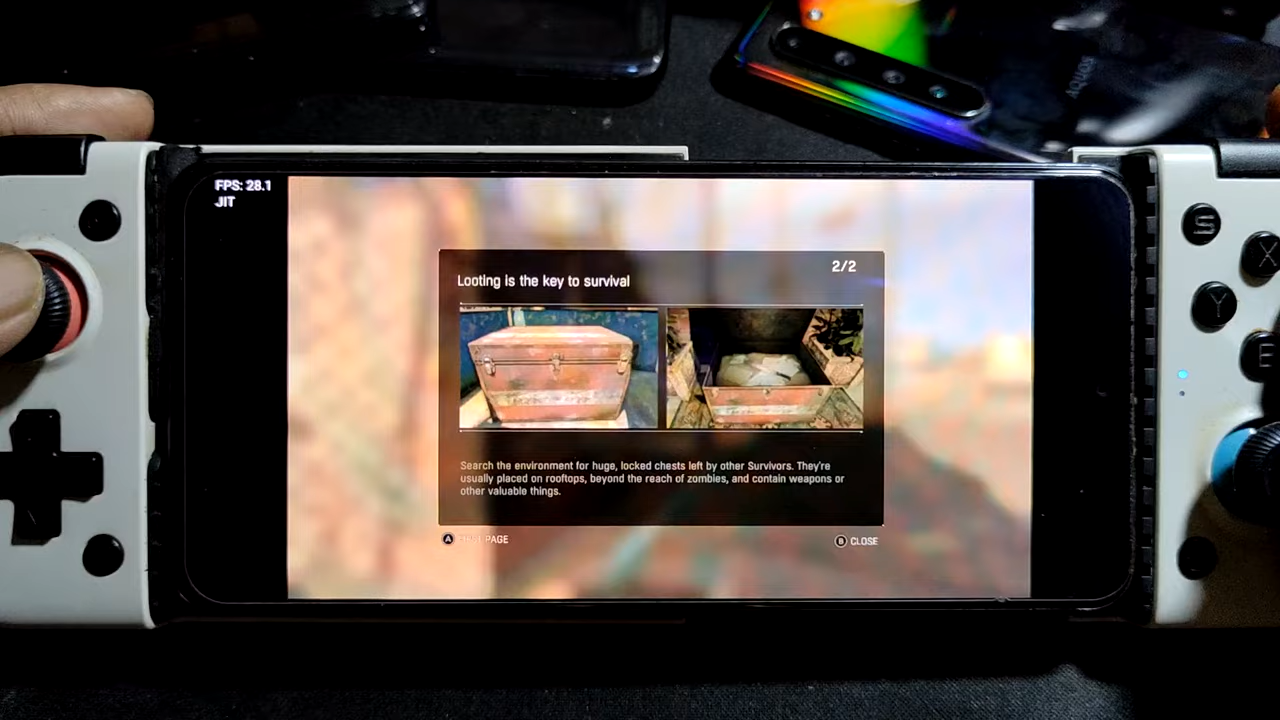 AQUOS
FPS: 28.1
JIT
2/2
Looting is the key to survival
Search the environment for huge, locked chests left by other Survivors. They're
usually placed on rooftops, beyond the reach of zombies, and contain weapons or
other valuable things.
A PAGE
B CLOSE
S
X
Y
E